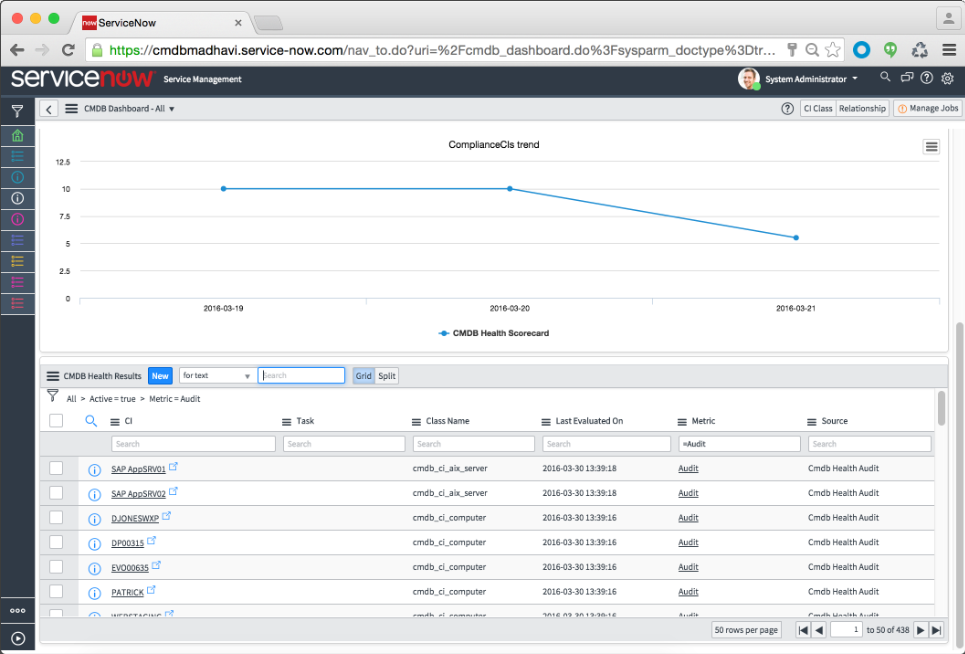 now ServiceNow
https://cmdbmadhavi.service-now.com/nav_to.do?uri=%2Fcmdb_dashboard.do%3Fsysparm_doctype%3Dtr...
servicenow Service Management System Administrator
CMDB Dashboard - All CI Class Relationship Manage Jobs
ComplianceCIs trend
12.5
10
7.5
5
2.5
0
2016-03-19 2016-03-20 2016-03-21
CMDB Health Scorecard
CMDB Health Results New for text Search Grid Split
All > Active = true > Metric = Audit
CI Task Class Name Last Evaluated On Metric Source
Search Search Search Search =Audit Search
SAP AppSRV01 cmdb_ci_aix_server 2016-03-30 13:39:18 Audit Cmdb Health Audit
SAP AppSRV02 cmdb_ci_aix_server 2016-03-30 13:39:18 Audit Cmdb Health Audit
DJONESWXP cmdb_ci_computer 2016-03-30 13:39:16 Audit Cmdb Health Audit
DP00315 cmdb_ci_computer 2016-03-30 13:39:16 Audit Cmdb Health Audit
EVO00635 cmdb_ci_computer 2016-03-30 13:39:16 Audit Cmdb Health Audit
PATRICK cmdb_ci_computer 2016-03-30 13:39:16 Audit Cmdb Health Audit
cmdb_ci_computer 2016-03-30 13:39:16 Audit Cmdb Health Audit
50 rows per page 1 to 50 of 438